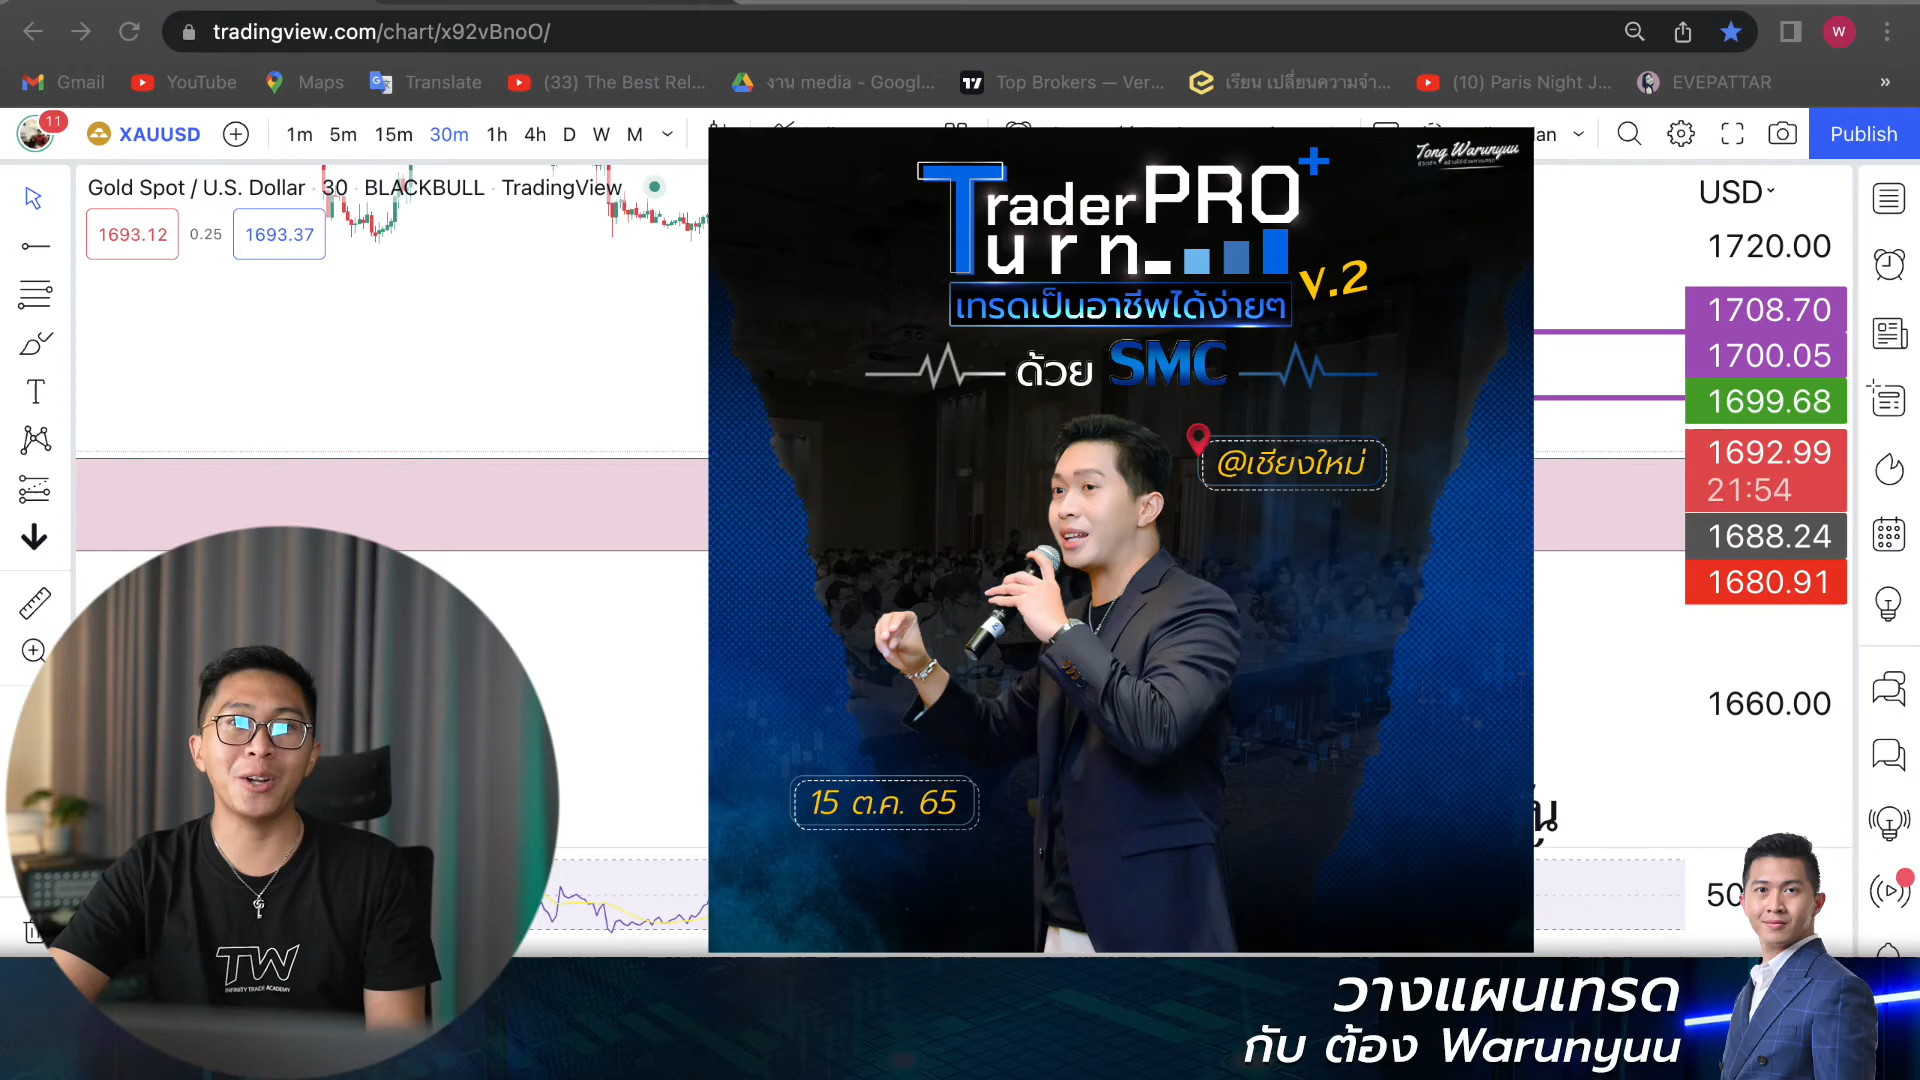 tradingview.com/chart/x92vBnoO/
W
Gmail
YouTube
Maps
Translate
(33) The Best Rel...
งาน media - Googl...
Top Brokers — Ver...
เรียน เปลี่ยนความจำ...
(10) Paris Night J...
EVEPATTAR
»
11
XAUUSD
1m 5m 15m 30m 1h 4h D W M
Publish
Gold Spot / U.S. Dollar · 30 · BLACKBULL · TradingView
1693.12 0.25 1693.37
USD
1720.00
1708.70
1700.05
1699.68
1692.99
21:54
1688.24
1680.91
1660.00
Tong Warunyuu
Trader PRO+
Turn
v.2
เทรดเป็นอาชีพได้ง่ายๆ
ด้วย SMC
@เชียงใหม่
15 ต.ค. 65
TW
INFINITY TRADE ACADEMY
วางแผนเทรด
กับ ต้อง Warunyuu